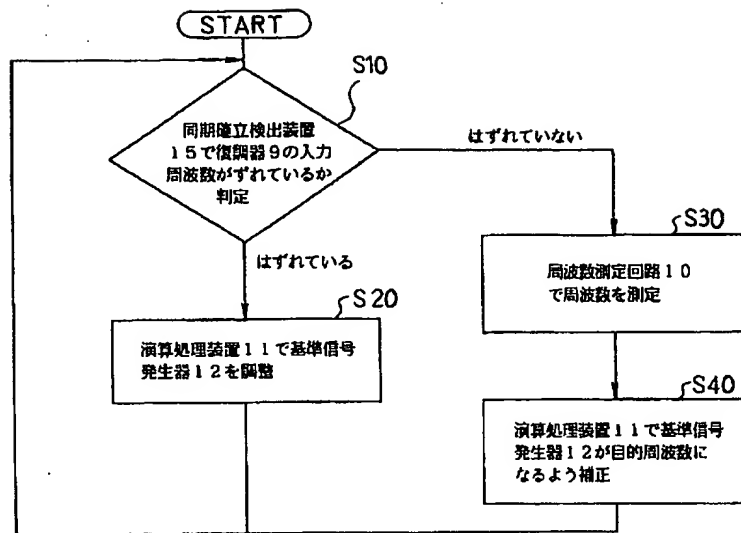 START
S10
同期確立検出装置
15で復調器9の入力
周波数がずれているか
判定
はずれていない
はずれている
S30
周波数測定回路10
で周波数を測定
S20
演算処理装置11で基準信号
発生器12を調整
S40
演算処理装置11で基準信号
発生器12が目的周波数に
なるよう補正